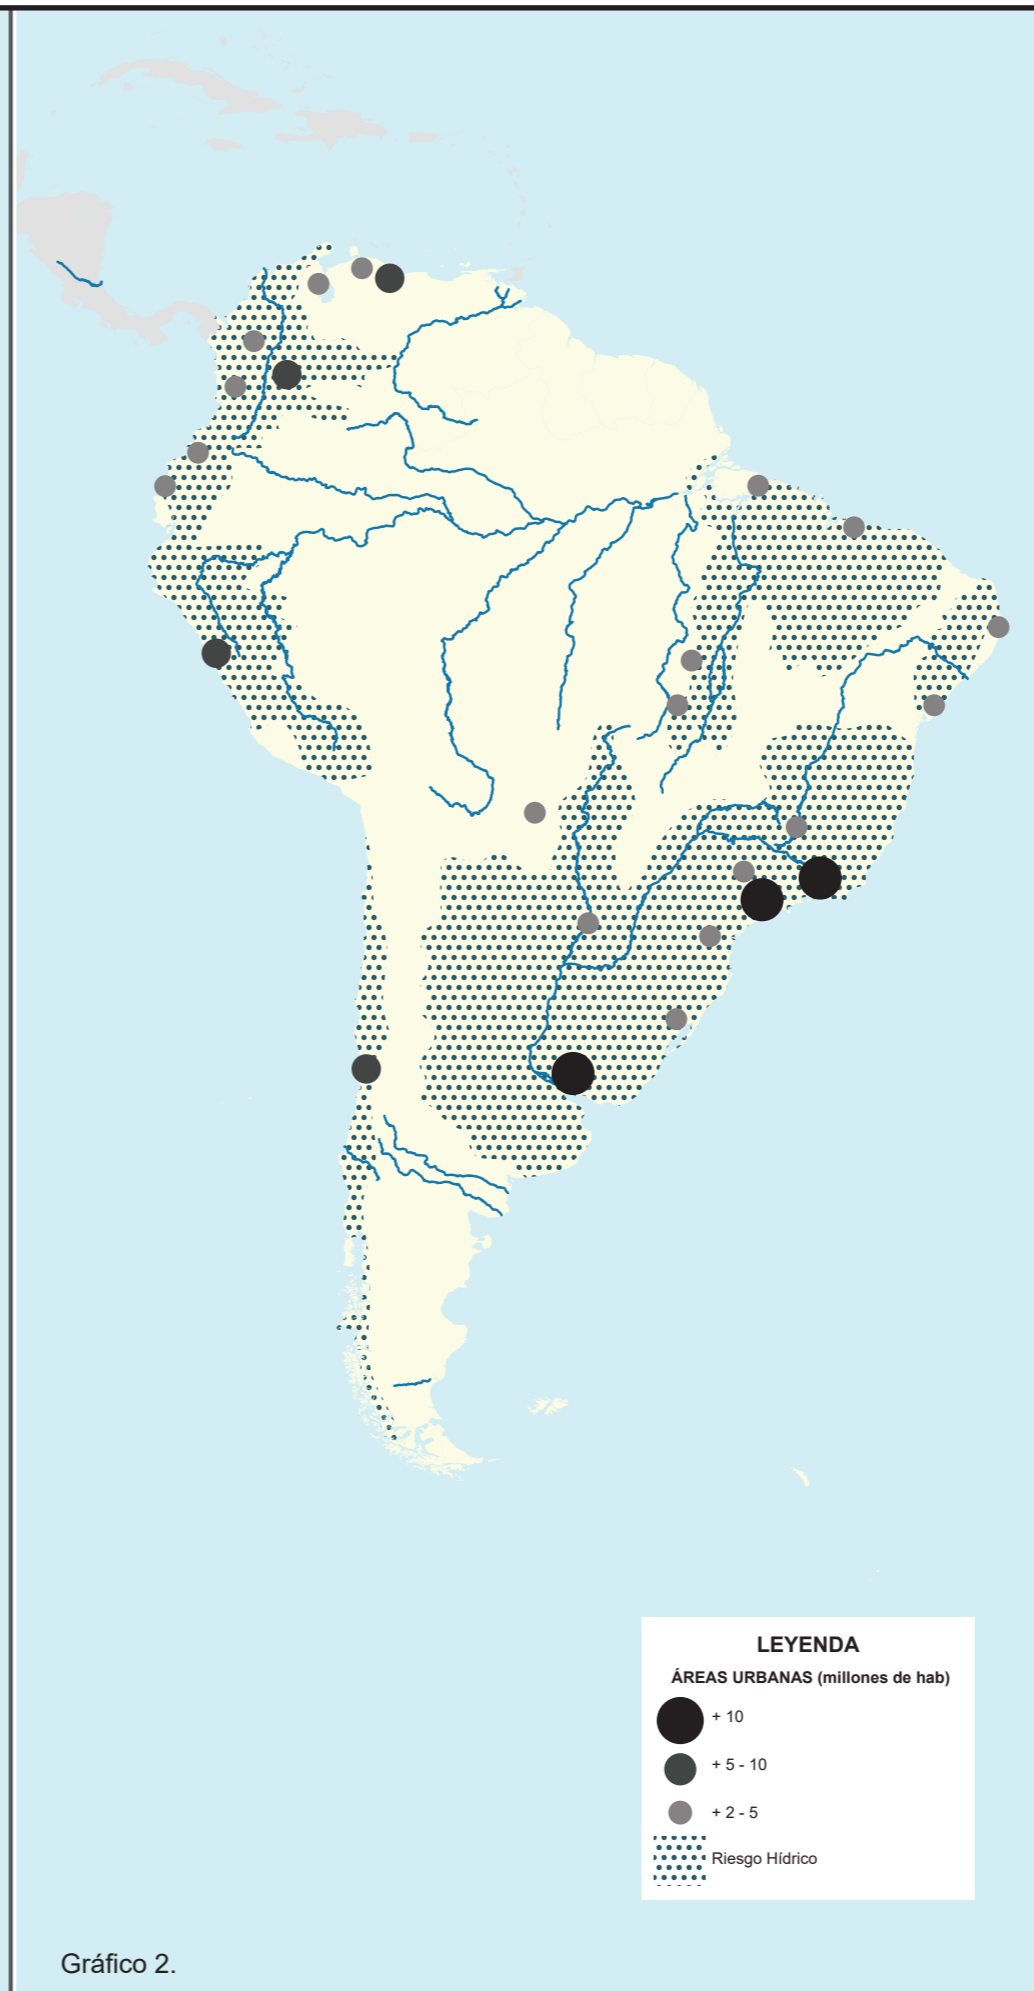 LEYENDA
ÁREAS URBANAS (millones de hab)
+ 10
+ 5 - 10
+ 2 - 5
Riesgo Hídrico
Gráfico 2.